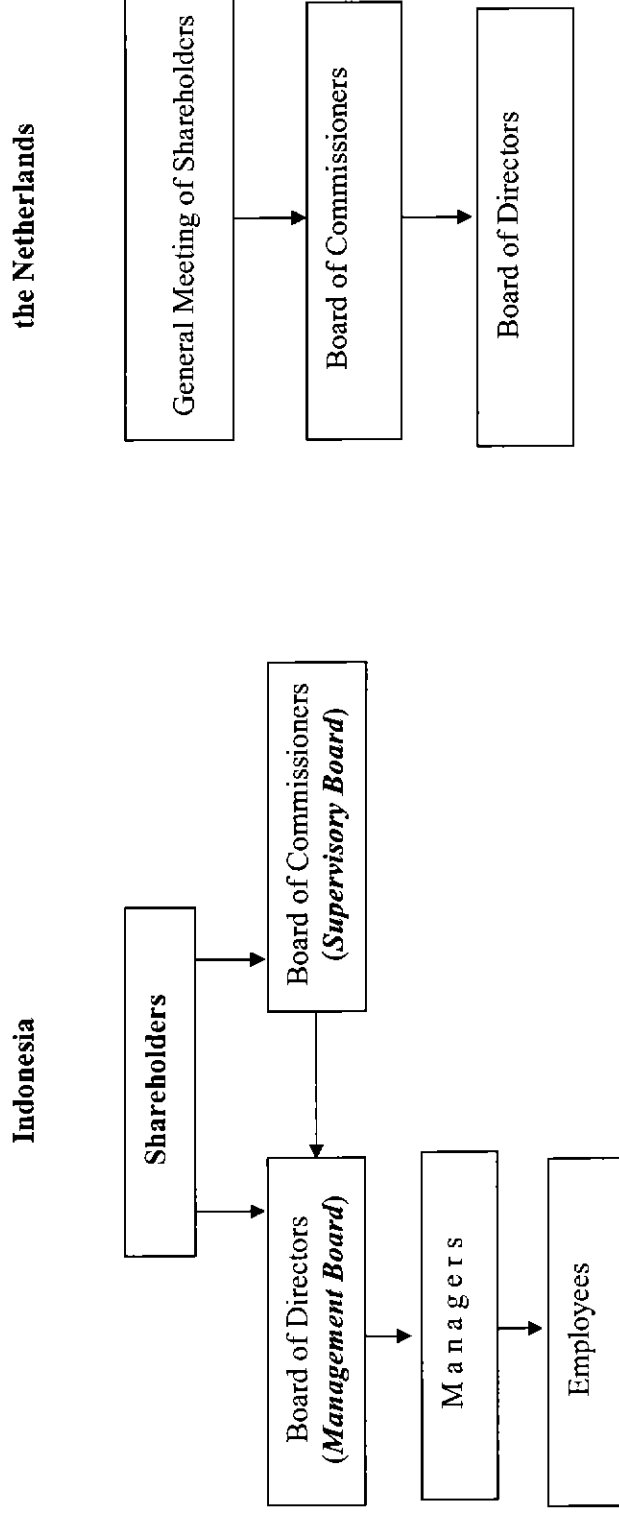 Indonesia
Shareholders
Board of Directors
(Management Board)
Board of Commissioners
(Supervisory Board)
M a n a g e r s
Employees
the Netherlands
General Meeting of Shareholders
Board of Commissioners
Board of Directors